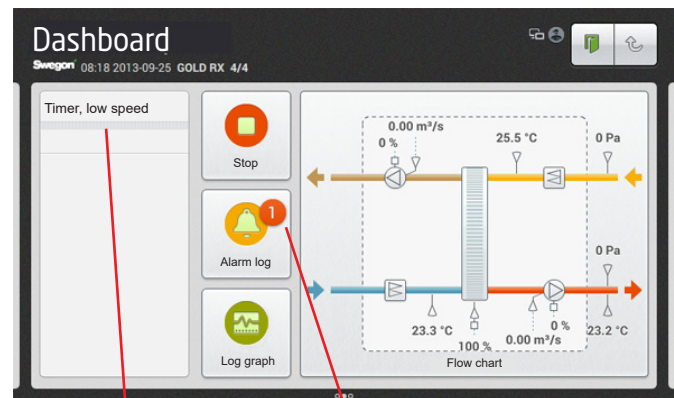 Dashboard
Swegon 08:18 2013-09-25 GOLD RX 4/4
Timer, low speed
Stop
1
Alarm log
Log graph
0.00 m³/s
0 %
25.5 °C
0 Pa
0 Pa
23.3 °C
100 %
0.00 m³/s
0 %
23.2 °C
Flow chart